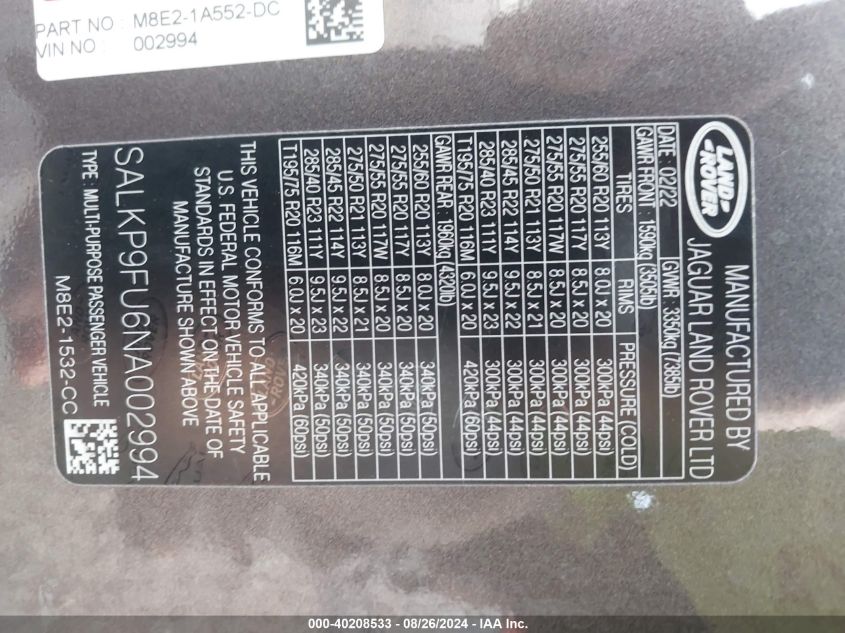 PART NO : M8E2-1A552-DC
VIN NO : 002994
LAND-
-ROVER
MANUFACTURED BY
JAGUAR LAND ROVER LTD
DATE : 02/22 GVWR : 3350kg (7385lb)
GAWR FRONT : 1590kg (3505lb)
TIRES RIMS PRESSURE (COLD)
255/60 R20 113Y 8.0J x 20 300kPa (44psi)
275/55 R20 117Y 8.5J x 20 300kPa (44psi)
275/55 R20 117W 8.5J x 20 300kPa (44psi)
275/50 R21 113Y 8.5J x 21 300kPa (44psi)
285/45 R22 114Y 9.5J x 22 300kPa (44psi)
285/40 R23 111Y 9.5J x 23 300kPa (44psi)
T195/75 R20 116M 6.0J x 20 420kPa (60psi)
GAWR REAR : 1960kg (4320lb)
255/60 R20 113Y 8.0J x 20 340kPa (50psi)
275/55 R20 117Y 8.5J x 20 340kPa (50psi)
275/55 R20 117W 8.5J x 20 340kPa (50psi)
275/50 R21 113Y 8.5J x 21 340kPa (50psi)
285/45 R22 114Y 9.5J x 22 340kPa (50psi)
285/40 R23 111Y 9.5J x 23 340kPa (50psi)
T195/75 R20 116M 6.0J x 20 420kPa (60psi)
THIS VEHICLE CONFORMS TO ALL APPLICABLE
U.S. FEDERAL MOTOR VEHICLE SAFETY
STANDARDS IN EFFECT ON THE DATE OF
MANUFACTURE SHOWN ABOVE
SALKP9FU6NA002994
TYPE : MULTI-PURPOSE PASSENGER VEHICLE
M8E2-1532-CC
000-40208533 - 08/26/2024 - IAA Inc.